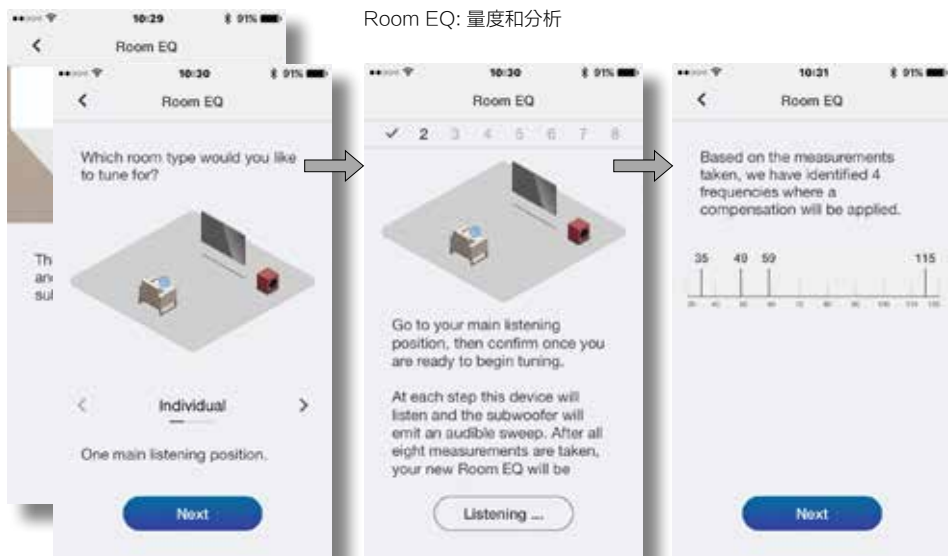 Room EQ: 量度和分析
10:29
91%
Room EQ
Th
and
sub
10:30
91%
Room EQ
Which room type would you like
to tune for?
Individual
One main listening position.
Next
10:30
91%
Room EQ
2 3 4 5 6 7 8
Go to your main listening
position, then confirm once you
are ready to begin tuning.
At each step this device will
listen and the subwoofer will
emit an audible sweep. After all
eight measurements are taken,
your new Room EQ will be
Listening ...
10:31
91%
Room EQ
Based on the measurements
taken, we have identified 4
frequencies where a
compensation will be applied.
35 49 59 115
Next